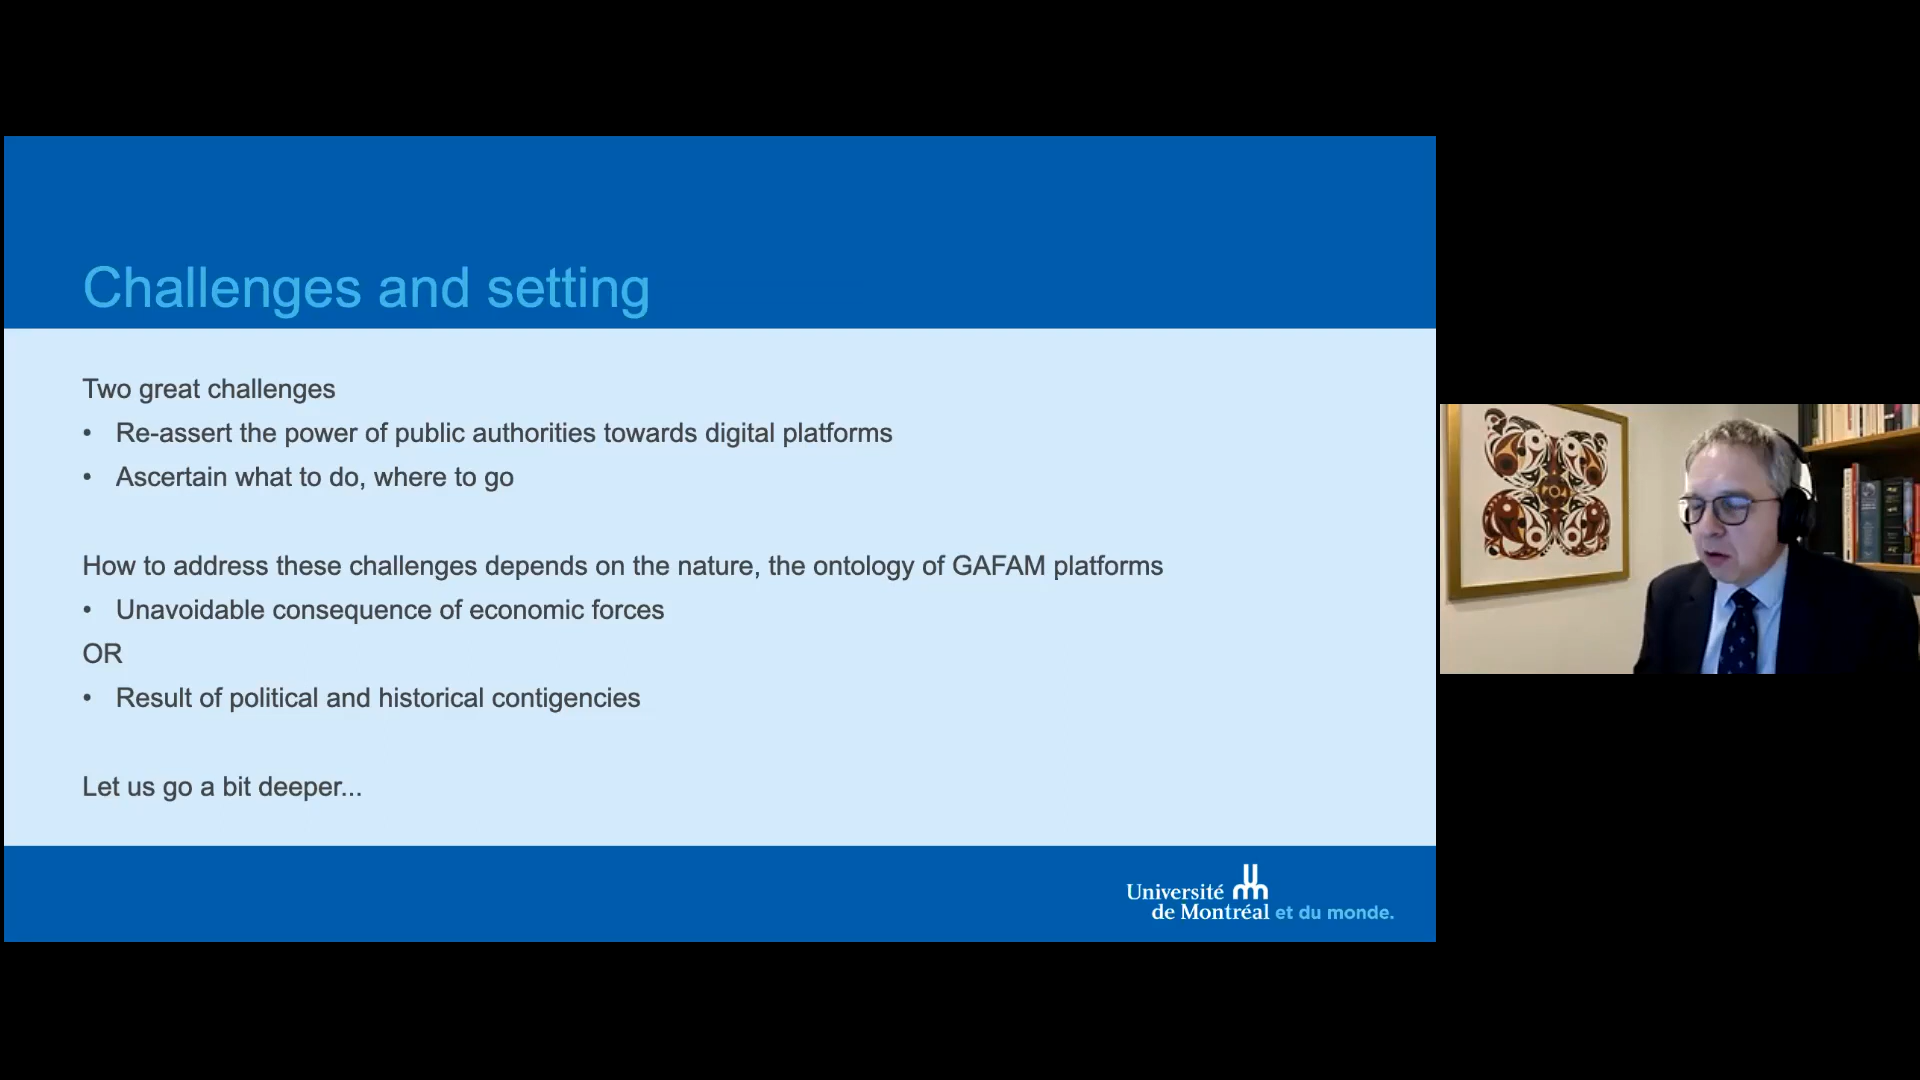 Challenges and setting
Two great challenges
• Re-assert the power of public authorities towards digital platforms
• Ascertain what to do, where to go
How to address these challenges depends on the nature, the ontology of GAFAM platforms
• Unavoidable consequence of economic forces
OR
• Result of political and historical contigencies
Let us go a bit deeper...
Université
de Montréal et du monde.